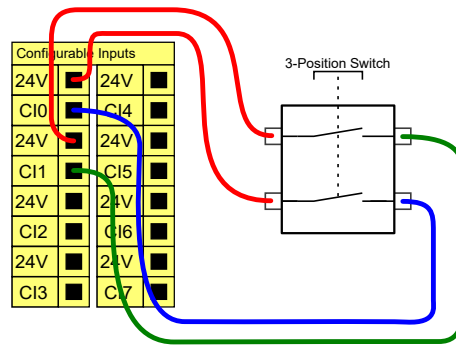 Configurable Inputs
3-Position Switch
24V 24V
CI0 CI4
24V 24V
CI1 CI5
24V 24V
CI2 CI6
24V 24V
CI3 CI7